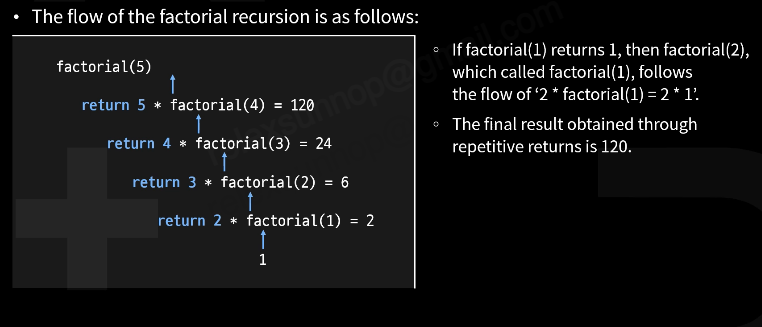 • The flow of the factorial recursion is as follows:
factorial(5)
return 5 * factorial(4) = 120
return 4 * factorial(3) = 24
return 3 * factorial(2) = 6
return 2 * factorial(1) = 2
1
◦ If factorial(1) returns 1, then factorial(2),
which called factorial(1), follows
the flow of ‘2 * factorial(1) = 2 * 1’.
◦ The final result obtained through
repetitive returns is 120.